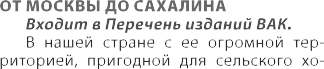 ОТ МОСКВЫ ДО САХАЛИНА
Входит в Перечень изданий ВАК.
В нашей стране с ее огромной тер-
риторией, пригодной для сельского хо-